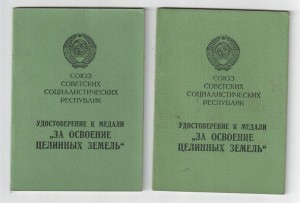 СОЮЗ
СОВЕТСКИХ
СОЦИАЛИСТИЧЕСКИХ
РЕСПУБЛИК
УДОСТОВЕРЕНИЕ К МЕДАЛИ
„ЗА ОСВОЕНИЕ
ЦЕЛИННЫХ ЗЕМЕЛЬ“
СОЮЗ
СОВЕТСКИХ
СОЦИАЛИСТИЧЕСКИХ
РЕСПУБЛИК
УДОСТОВЕРЕНИЕ К МЕДАЛИ
„ЗА ОСВОЕНИЕ
ЦЕЛИННЫХ ЗЕМЕЛЬ“